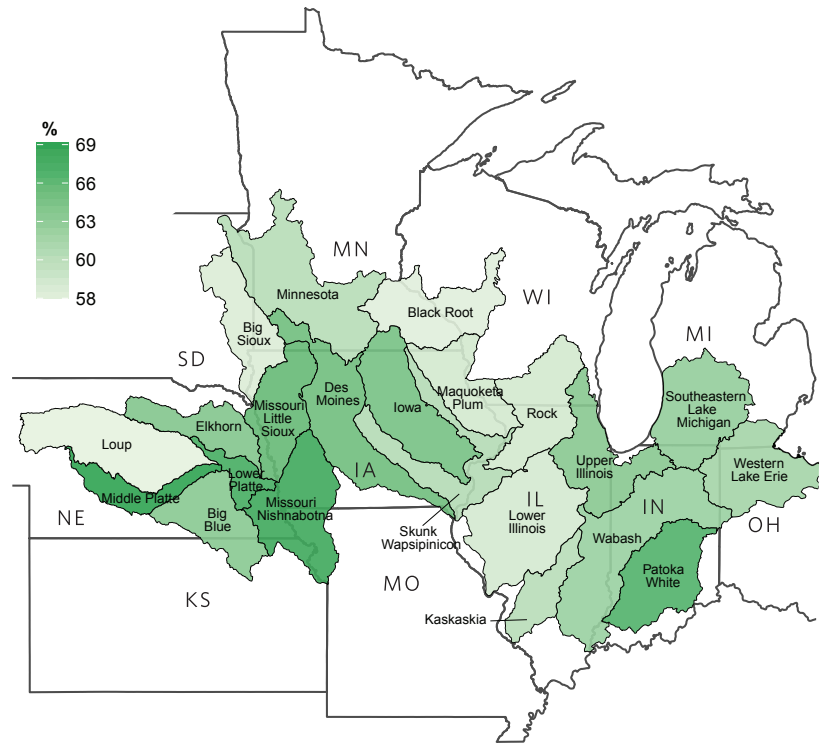 %
69
66
63
60
58
MN
Minnesota
WI
Black Root
Big
Sioux
MI
SD
Des
Moines
Maquoketa
Plum
Southeastern
Lake
Michigan
Missouri
Little
Sioux
Iowa
Rock
Elkhorn
Loup
Upper
Illinois
Western
Lake Erie
IA
Lower
Platte
Middle Platte
Missouri
Nishnabotna
IL
Lower
Illinois
IN
NE
Big
Blue
OH
Skunk
Wapsipinicon
Wabash
Patoka
White
MO
KS
Kaskaskia